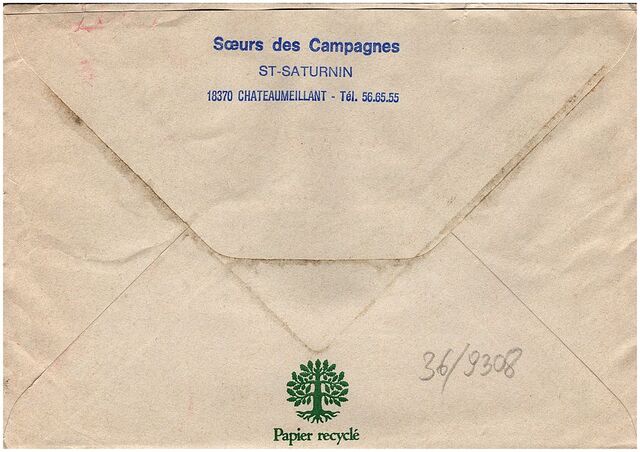 Sœurs des Campagnes
ST-SATURNIN
18370 CHATEAUMEILLANT - Tél. 56.65.55
36/9308
Papier recyclé